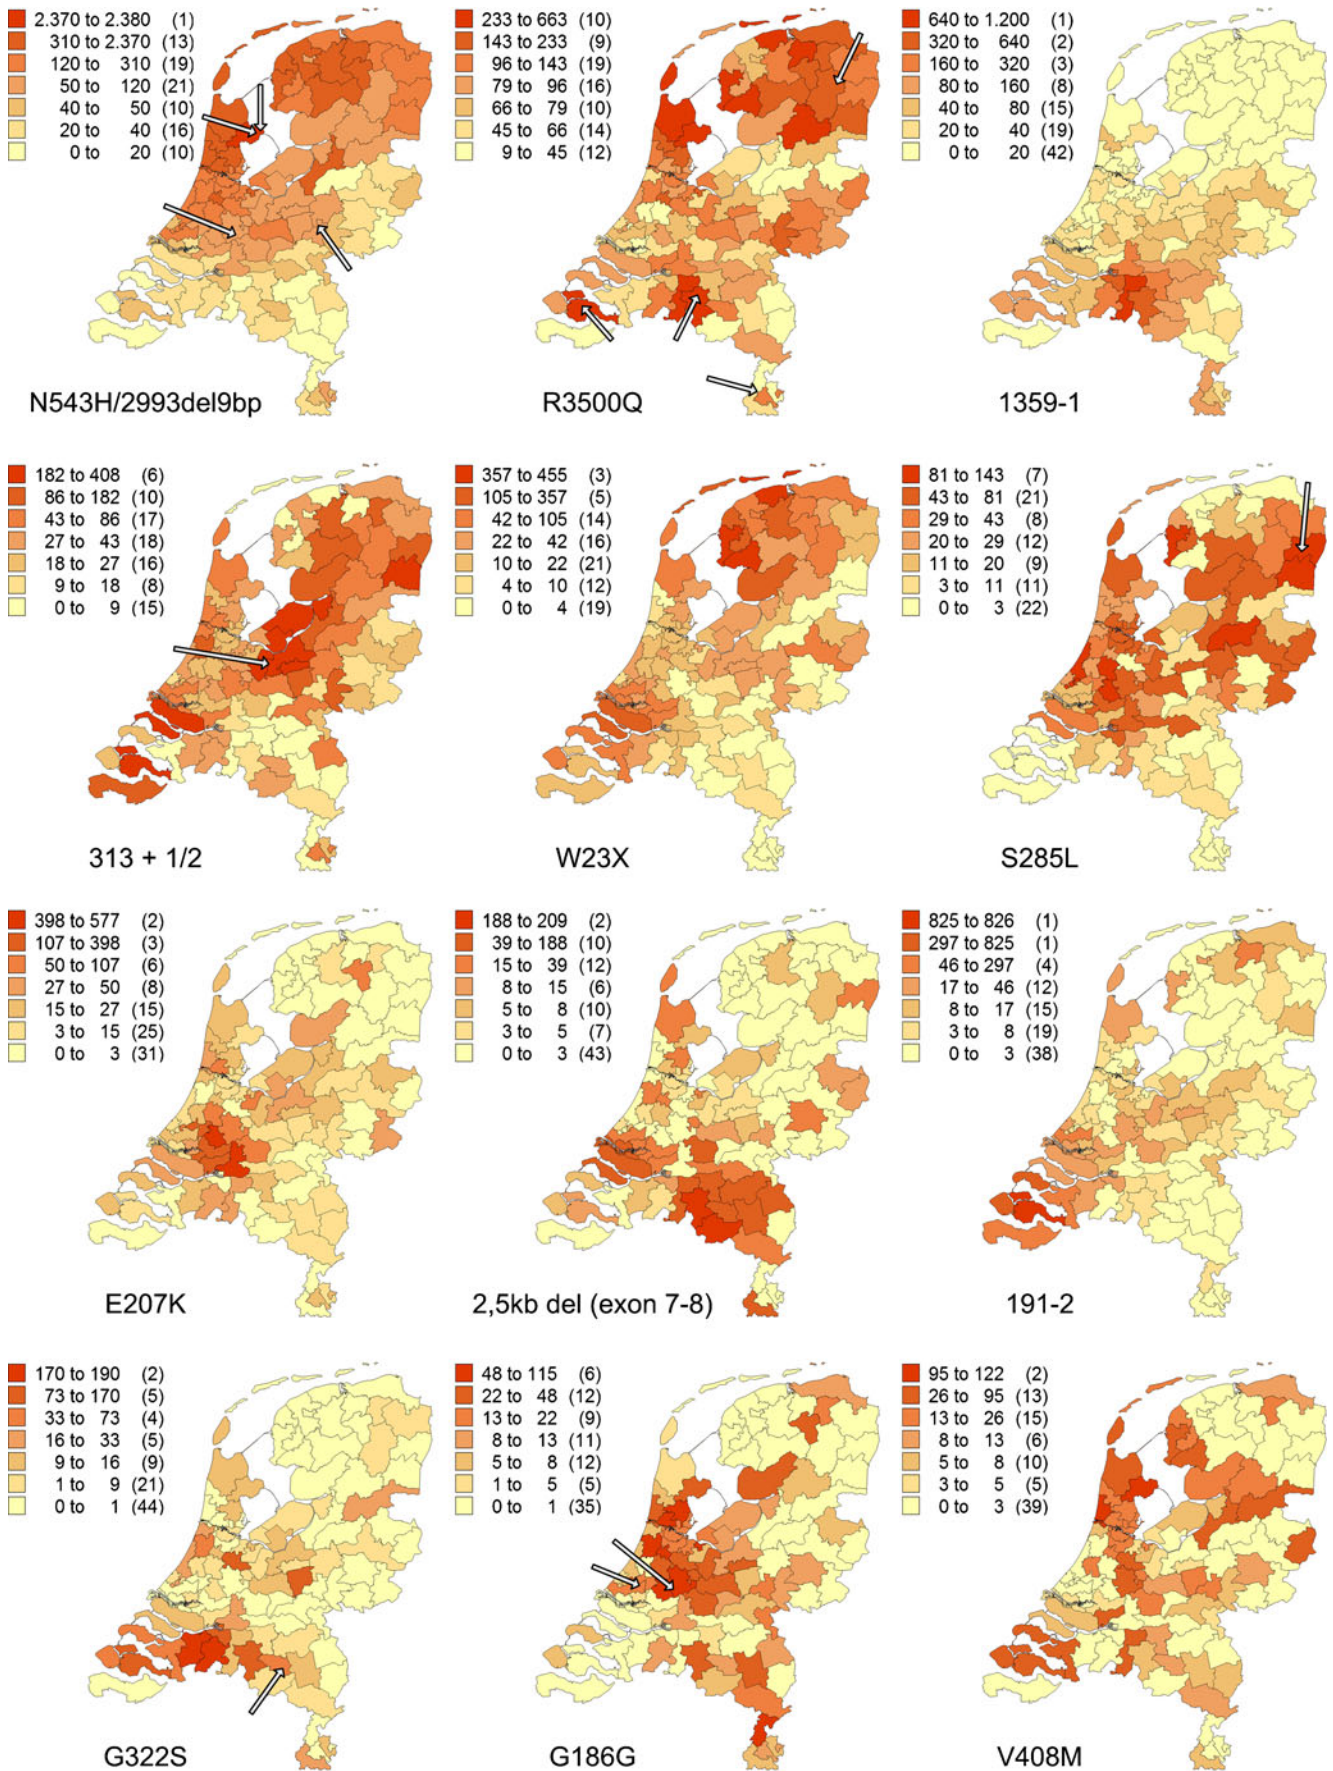 2.370 to 2.380 (1)
310 to 2.370 (13)
120 to 310 (19)
50 to 120 (21)
40 to 50 (10)
20 to 40 (16)
0 to 20 (10)
N543H/2993del9bp
233 to 663 (10)
143 to 233 (9)
96 to 143 (19)
79 to 96 (16)
66 to 79 (10)
45 to 66 (14)
9 to 45 (12)
R3500Q
640 to 1.200 (1)
320 to 640 (2)
160 to 320 (3)
80 to 160 (8)
40 to 80 (15)
20 to 40 (19)
0 to 20 (42)
1359-1
182 to 408 (6)
86 to 182 (10)
43 to 86 (17)
27 to 43 (18)
18 to 27 (16)
9 to 18 (8)
0 to 9 (15)
313 + 1/2
357 to 455 (3)
105 to 357 (5)
42 to 105 (14)
22 to 42 (16)
10 to 22 (21)
4 to 10 (12)
0 to 4 (19)
W23X
81 to 143 (7)
43 to 81 (21)
29 to 43 (8)
20 to 29 (12)
11 to 20 (9)
3 to 11 (11)
0 to 3 (22)
S285L
398 to 577 (2)
107 to 398 (3)
50 to 107 (6)
27 to 50 (8)
15 to 27 (15)
3 to 15 (25)
0 to 3 (31)
E207K
188 to 209 (2)
39 to 188 (10)
15 to 39 (12)
8 to 15 (6)
5 to 8 (10)
3 to 5 (7)
0 to 3 (43)
2,5kb del (exon 7-8)
825 to 826 (1)
297 to 825 (1)
46 to 297 (4)
17 to 46 (12)
8 to 17 (15)
3 to 8 (19)
0 to 3 (38)
191-2
170 to 190 (2)
73 to 170 (5)
33 to 73 (4)
16 to 33 (5)
9 to 16 (9)
1 to 9 (21)
0 to 1 (44)
G322S
48 to 115 (6)
22 to 48 (12)
13 to 22 (9)
8 to 13 (11)
5 to 8 (12)
1 to 5 (5)
0 to 1 (35)
G186G
95 to 122 (2)
26 to 95 (13)
13 to 26 (15)
8 to 13 (6)
5 to 8 (10)
3 to 5 (5)
0 to 3 (39)
V408M